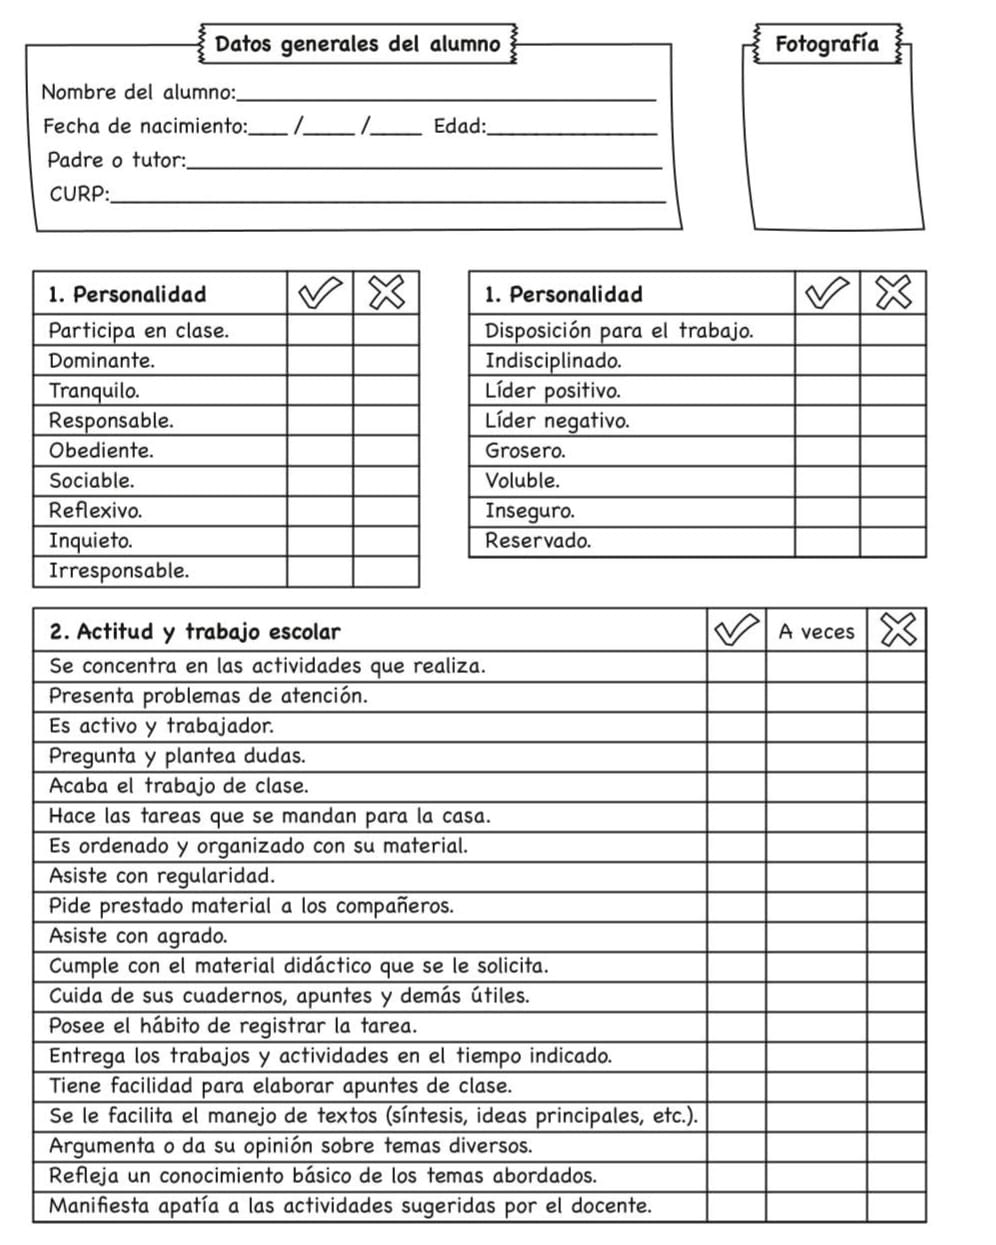 Datos generales del alumno
Fotografía
Nombre del alumno:
Fecha de nacimiento:____ /_____ /_____ Edad:
Padre o tutor:
CURP:
1. Personalidad
Participa en clase.
Dominante.
Tranquilo.
Responsable.
Obediente.
Sociable.
Reflexivo.
Inquieto.
Irresponsable.
1. Personalidad
Disposición para el trabajo.
Indisciplinado.
Líder positivo.
Líder negativo.
Grosero.
Voluble.
Inseguro.
Reservado.
2. Actitud y trabajo escolar
A veces
Se concentra en las actividades que realiza.
Presenta problemas de atención.
Es activo y trabajador.
Pregunta y plantea dudas.
Acaba el trabajo de clase.
Hace las tareas que se mandan para la casa.
Es ordenado y organizado con su material.
Asiste con regularidad.
Pide prestado material a los compañeros.
Asiste con agrado.
Cumple con el material didáctico que se le solicita.
Cuida de sus cuadernos, apuntes y demás útiles.
Posee el hábito de registrar la tarea.
Entrega los trabajos y actividades en el tiempo indicado.
Tiene facilidad para elaborar apuntes de clase.
Se le facilita el manejo de textos (síntesis, ideas principales, etc.).
Argumenta o da su opinión sobre temas diversos.
Refleja un conocimiento básico de los temas abordados.
Manifiesta apatía a las actividades sugeridas por el docente.